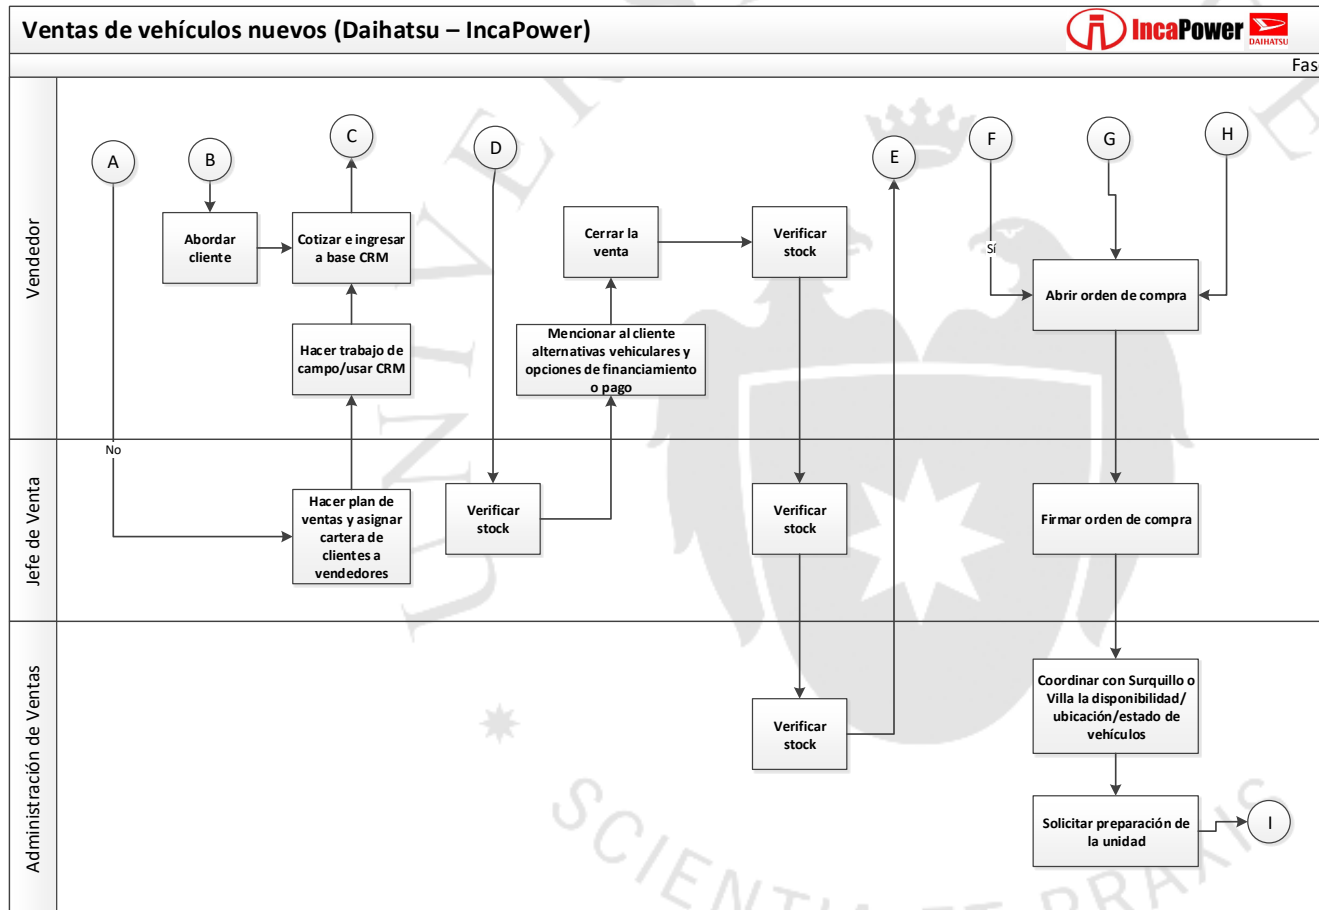 Ventas de vehículos nuevos (Daihatsu – IncaPower)
IncaPower
DAIHATSU
Fas
Vendedor
A
B
C
D
E
F
G
H
Abordar
cliente
Cotizar e ingresar
a base CRM
Cerrar la
venta
Verificar
stock
Sí
Abrir orden de compra
Hacer trabajo de
campo/usar CRM
Mencionar al cliente
alternativas vehiculares y
opciones de financiamiento
o pago
No
Jefe de Venta
Hacer plan de
ventas y asignar
cartera de
clientes a
vendedores
Verificar
stock
Verificar
stock
Firmar orden de compra
Administración de Ventas
Verificar
stock
Coordinar con Surquillo o
Villa la disponibilidad/
ubicación/estado de
vehículos
Solicitar preparación de
la unidad
I
UNIVER
E
SCIENTIA ET PRAXIS